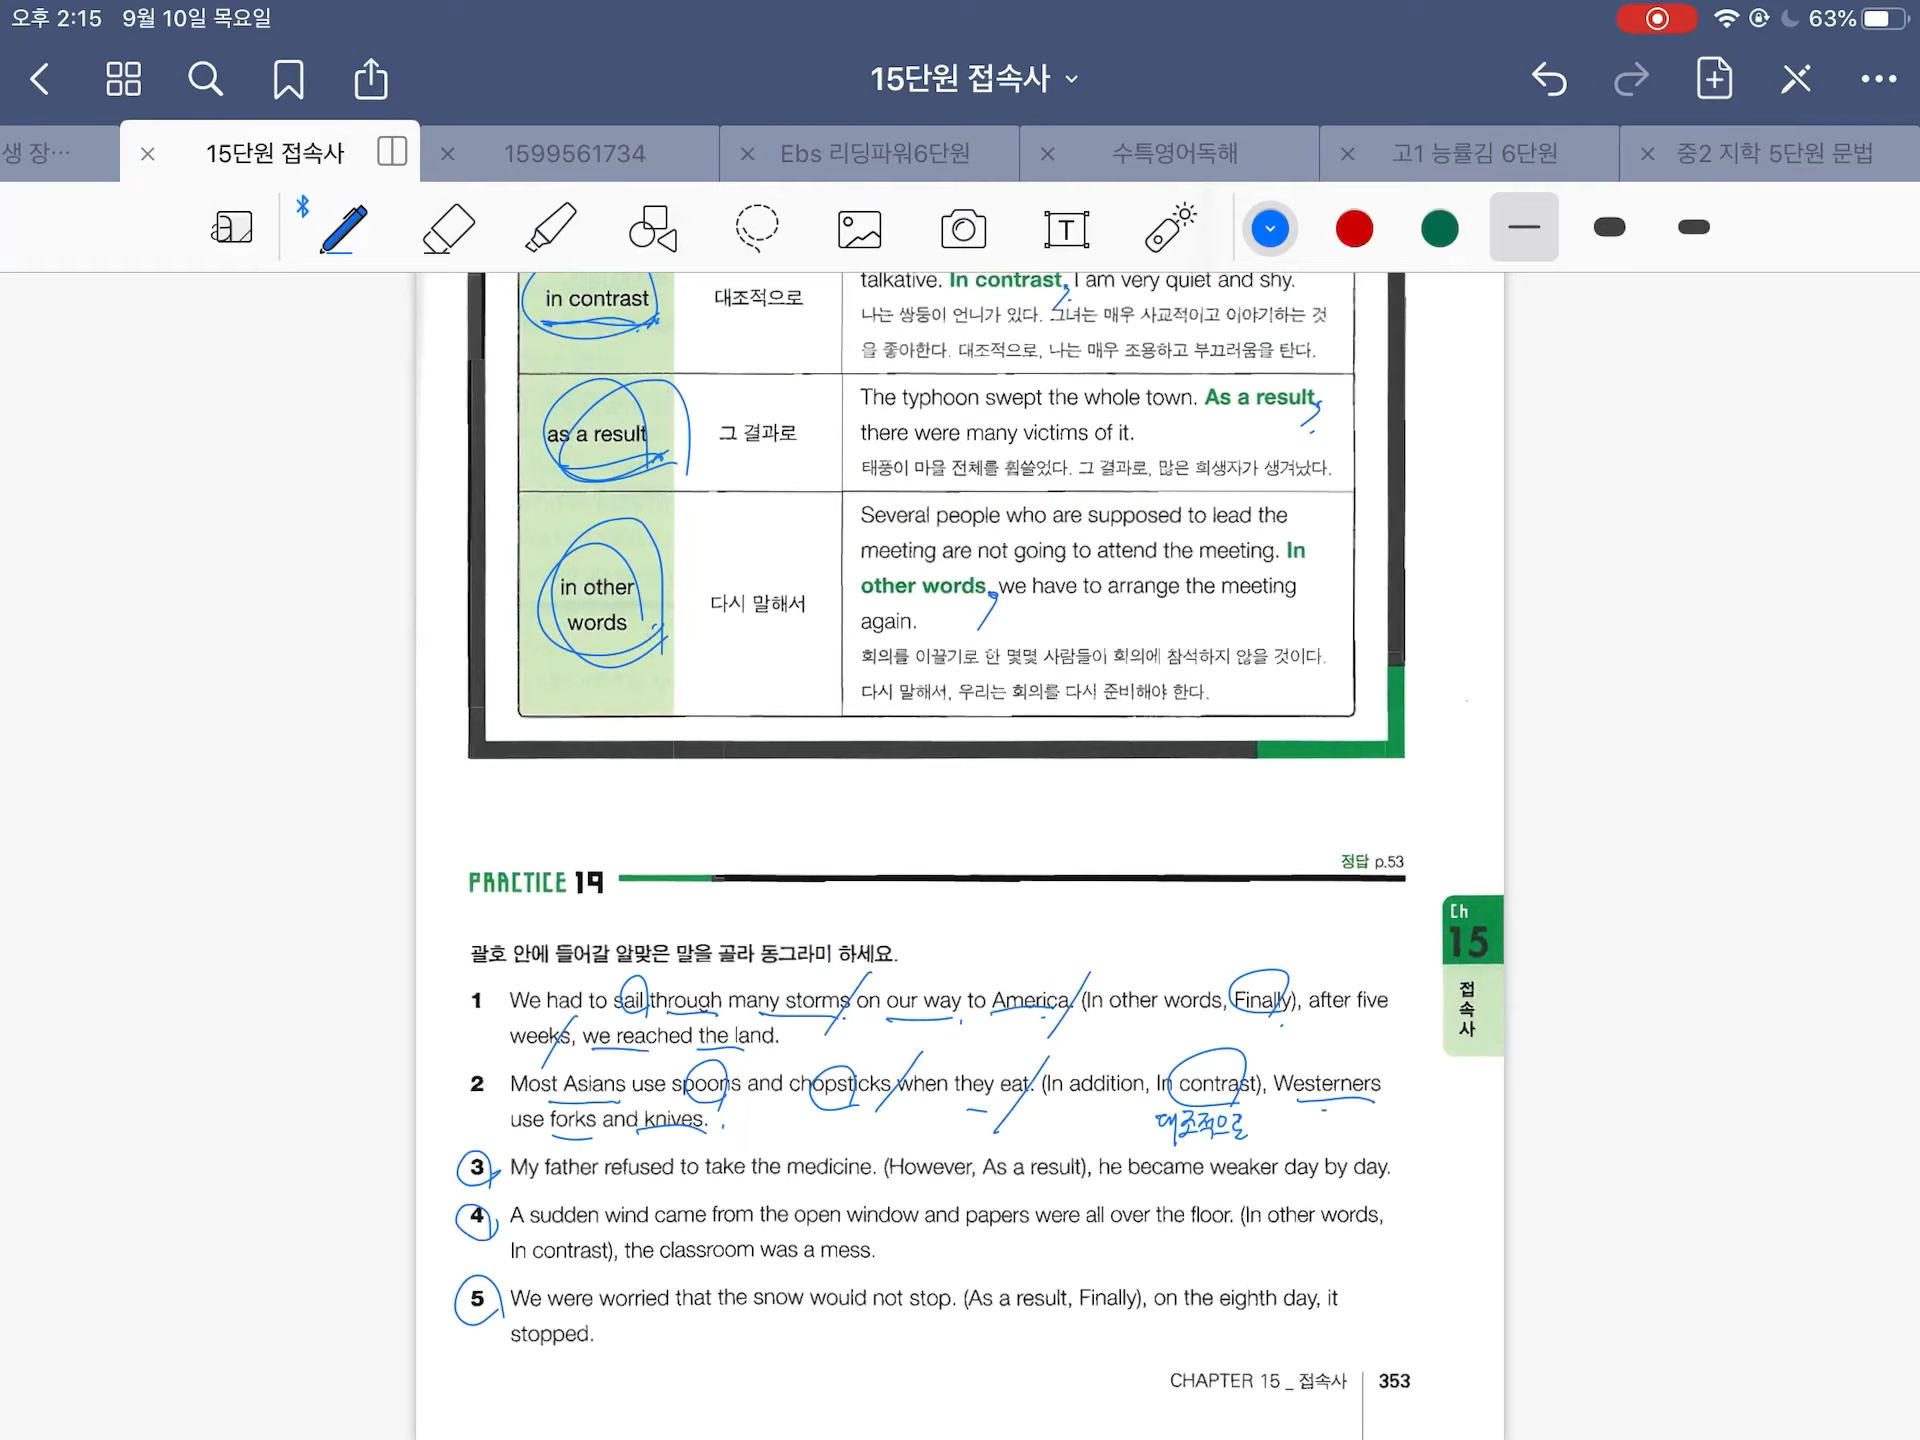 오후 2:15 9월 10일 목요일
63%
15단원 접속사
생 장…
15단원 접속사
1599561734
Ebs 리딩파워6단원
수특영어독해
고1 능률김 6단원
중2 지학 5단원 문법
in contrast
대조적으로
talkative. In contrast, I am very quiet and shy.
나는 쌍둥이 언니가 있다. 그녀는 매우 사교적이고 이야기하는 것
을 좋아한다. 대조적으로, 나는 매우 조용하고 부끄러움을 탄다.
as a result
그 결과로
The typhoon swept the whole town. As a result,
there were many victims of it.
태풍이 마을 전체를 휩쓸었다. 그 결과로, 많은 희생자가 생겨났다.
in other
words
다시 말해서
Several people who are supposed to lead the
meeting are not going to attend the meeting. In
other words, we have to arrange the meeting
again.
회의를 이끌기로 한 몇몇 사람들이 회의에 참석하지 않을 것이다.
다시 말해서, 우리는 회의를 다시 준비해야 한다.
정답 p.53
PRACTICE 19
Ch
15
접속사
괄호 안에 들어갈 알맞은 말을 골라 동그라미 하세요.
1 We had to sail through many storms on our way to America. (In other words, Finally), after five
weeks, we reached the land.
2 Most Asians use spoons and chopsticks when they eat. (In addition, In contrast), Westerners
use forks and knives.
대조적으로
3 My father refused to take the medicine. (However, As a result), he became weaker day by day.
4 A sudden wind came from the open window and papers were all over the floor. (In other words,
In contrast), the classroom was a mess.
5 We were worried that the snow would not stop. (As a result, Finally), on the eighth day, it
stopped.
CHAPTER 15 _ 접속사 353